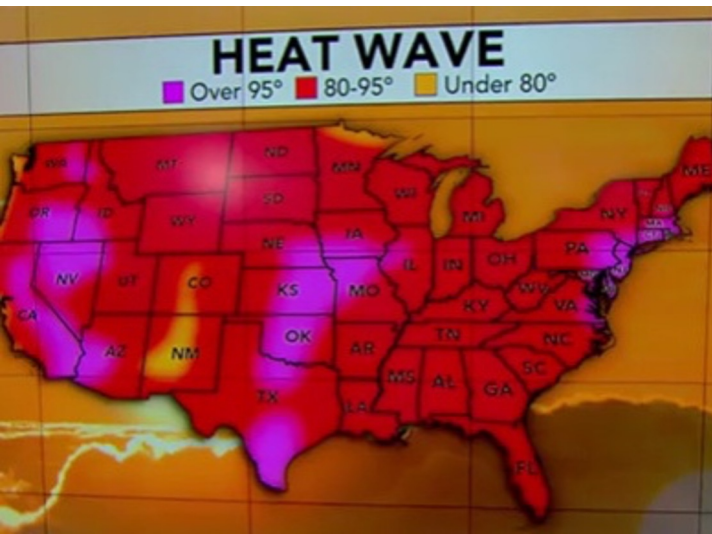 HEAT WAVE
Over 95° 80-95° Under 80°
WA MT ND MN ME
OR ID SD WI MI NY
WY MA
NE IA CT
NV UT CO IL IN OH PA
KS MO WV VA
CA KY
AZ NM OK AR TN NC
SC
TX MS AL GA
LA
FL